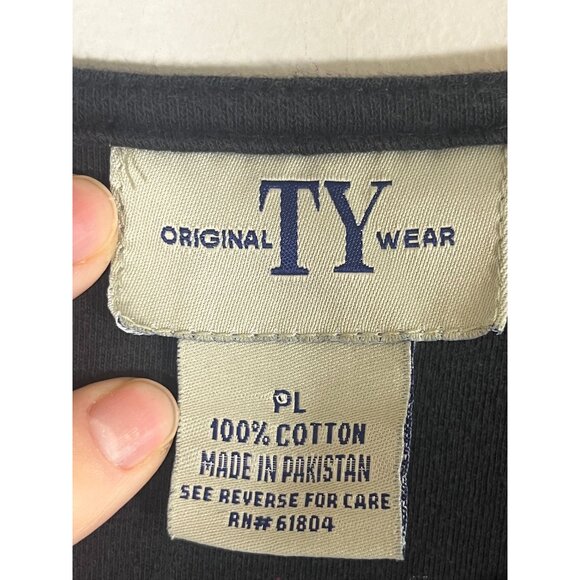 ORIGINAL TY WEAR
PL
100% COTTON
MADE IN PAKISTAN
SEE REVERSE FOR CARE
RN# 61804